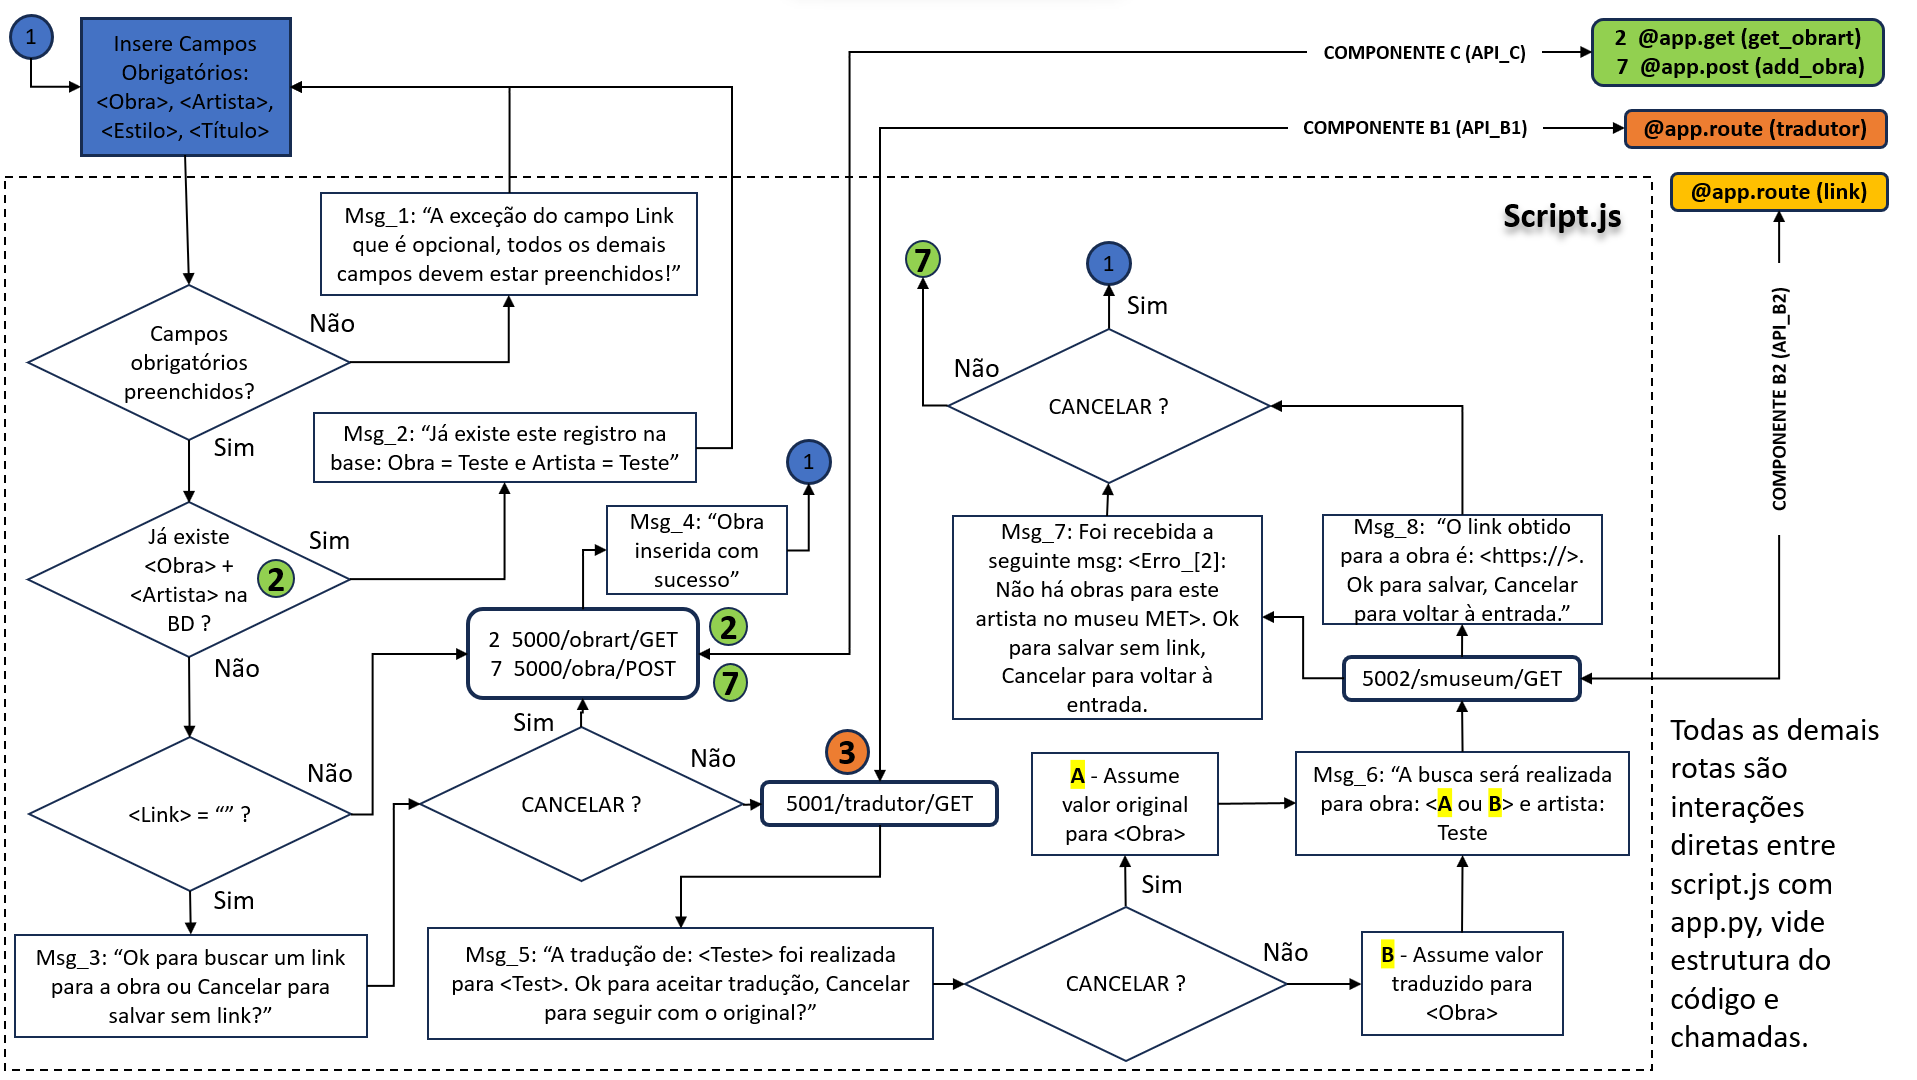 1
Insere Campos
Obrigatórios:
<Obra>, <Artista>,
<Estilo>, <Título>
COMPONENTE C (API_C)
2 @app.get (get_obrart)
7 @app.post (add_obra)
COMPONENTE B1 (API_B1)
@app.route (tradutor)
@app.route (link)
COMPONENTE B2 (API_B2)
Script.js
Msg_1: “A exceção do campo Link
que é opcional, todos os demais
campos devem estar preenchidos!”
Campos
obrigatórios
preenchidos?
Não
Sim
Msg_2: “Já existe este registro na
base: Obra = Teste e Artista = Teste”
Já existe
<Obra> +
<Artista> na
BD ?
2
Sim
Não
1
Msg_4: “Obra
inserida com
sucesso”
2 5000/obrart/GET
7 5000/obra/POST
2
7
<Link> = “” ?
Não
Sim
Msg_3: “Ok para buscar um link
para a obra ou Cancelar para
salvar sem link?”
CANCELAR ?
Sim
Não
3
5001/tradutor/GET
Msg_5: “A tradução de: <Teste> foi realizada
para <Test>. Ok para aceitar tradução, Cancelar
para seguir com o original?”
CANCELAR ?
Sim
Não
A - Assume
valor original
para <Obra>
B - Assume valor
traduzido para
<Obra>
Msg_6: “A busca será realizada
para obra: <A ou B> e artista:
Teste
5002/smuseum/GET
Msg_7: Foi recebida a
seguinte msg: <Erro_[2]:
Não há obras para este
artista no museu MET>. Ok
para salvar sem link,
Cancelar para voltar à
entrada.
Msg_8: “O link obtido
para a obra é: <https://>.
Ok para salvar, Cancelar
para voltar à entrada.”
CANCELAR ?
Não
Sim
7
1
Todas as demais
rotas são
interações
diretas entre
script.js com
app.py, vide
estrutura do
código e
chamadas.